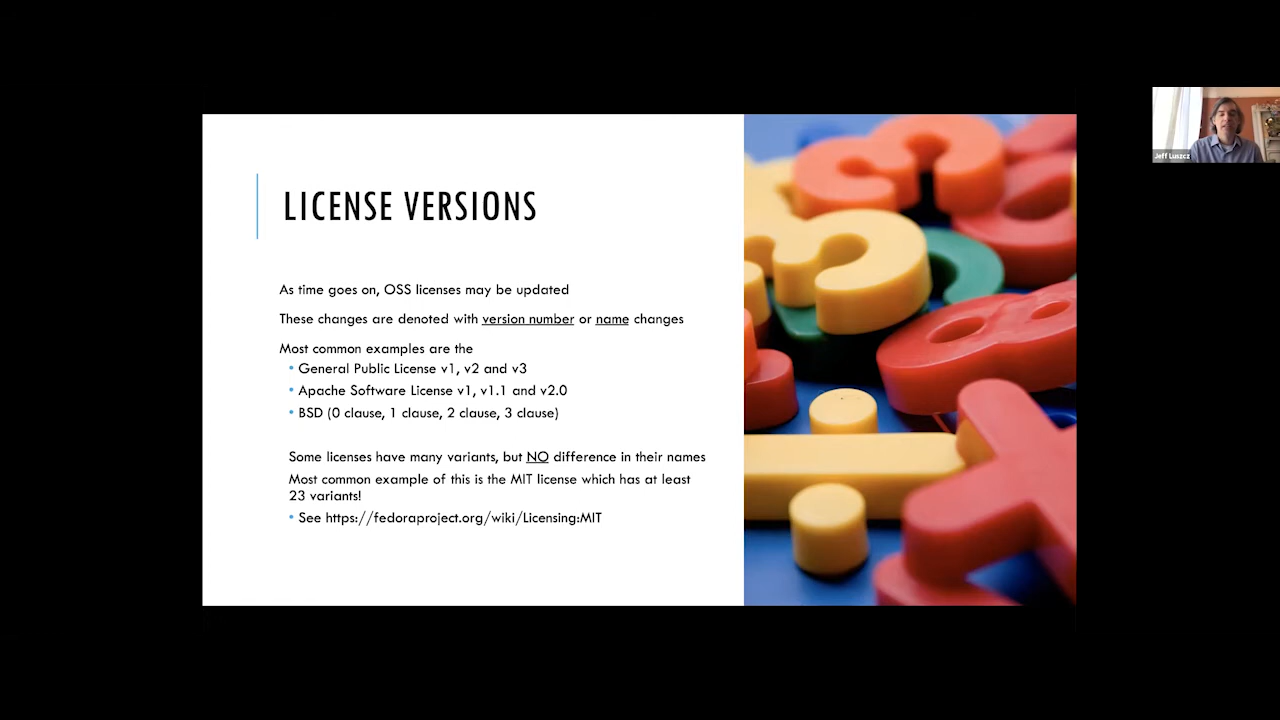 LICENSE VERSIONS
As time goes on, OSS licenses may be updated
These changes are denoted with version number or name changes
Most common examples are the
• General Public License v1, v2 and v3
• Apache Software License v1, v1.1 and v2.0
• BSD (0 clause, 1 clause, 2 clause, 3 clause)
Some licenses have many variants, but NO difference in their names
Most common example of this is the MIT license which has at least
23 variants!
• See https://fedoraproject.org/wiki/Licensing:MIT
Jeff Luszcz